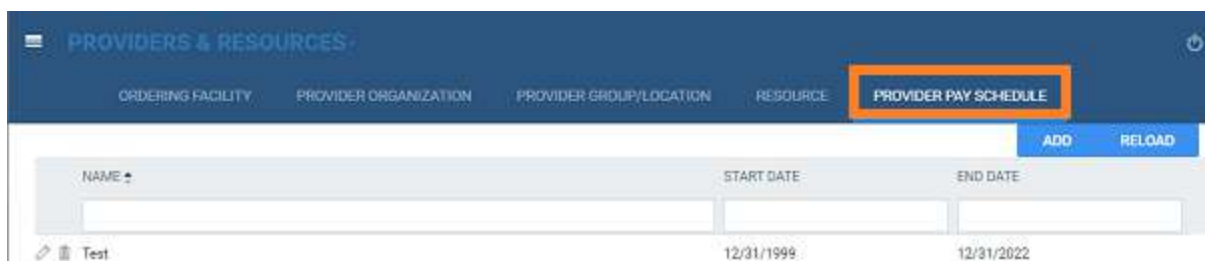 PROVIDERS & RESOURCES
ORDERING FACILITY PROVIDER ORGANIZATION PROVIDER GROUP/LOCATION RESOURCE PROVIDER PAY SCHEDULE
ADD RELOAD
NAME START DATE END DATE
Test 12/31/1999 12/31/2022